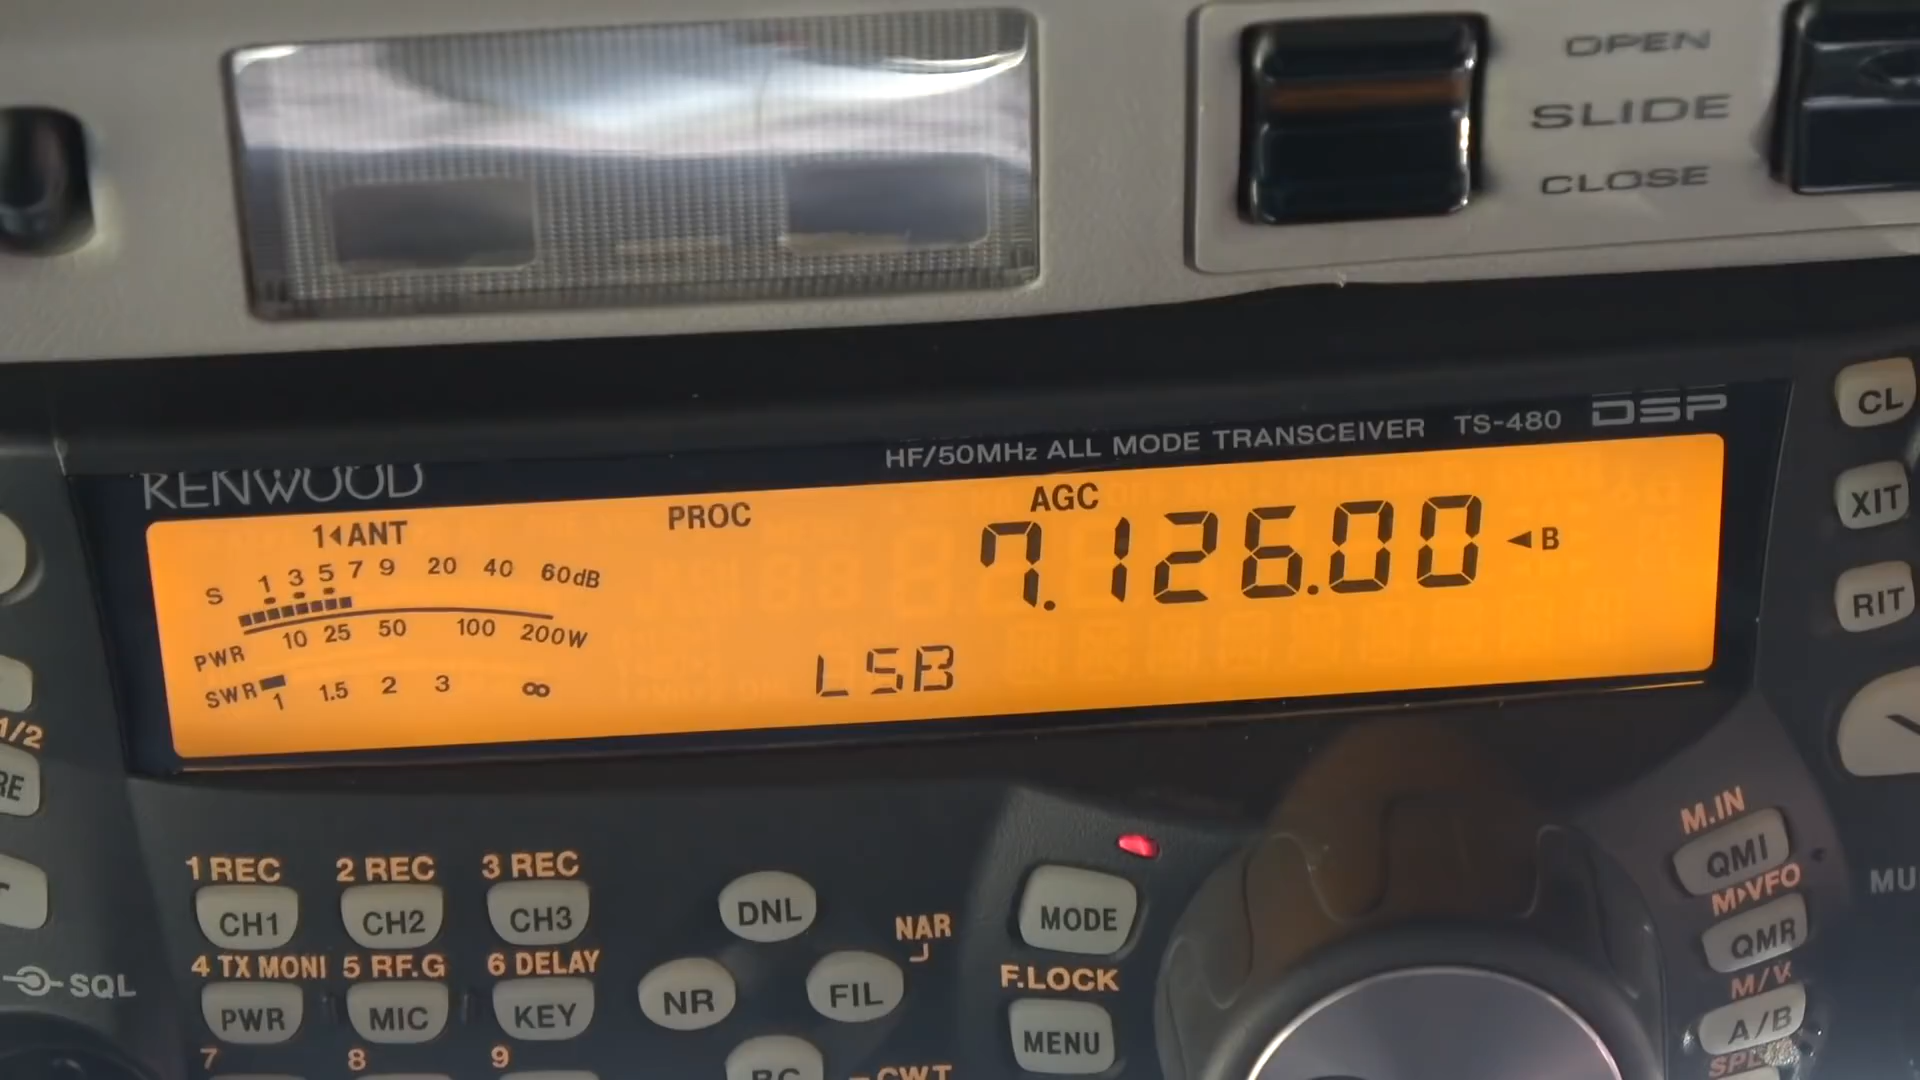 OPEN
SLIDE
CLOSE
KENWOOD
HF/50MHz ALL MODE TRANSCEIVER TS-480 DSP
1◂ANT
PROC
AGC
S 1 3 5 7 9 20 40 60dB
7.126.00 ◄B
PWR 10 25 50 100 200W
SWR 1 1.5 2 3 ∞
LSB
CL
XIT
RIT
1/2
RE
1 REC 2 REC 3 REC
CH1 CH2 CH3
4 TX MONI 5 RF.G 6 DELAY
PWR MIC KEY
7 8 9
SQL
DNL
NAR
NR
FIL
CWT
MODE
F.LOCK
MENU
M.IN
QMI
M▸VFO
QMR
M/V
A/B
MU